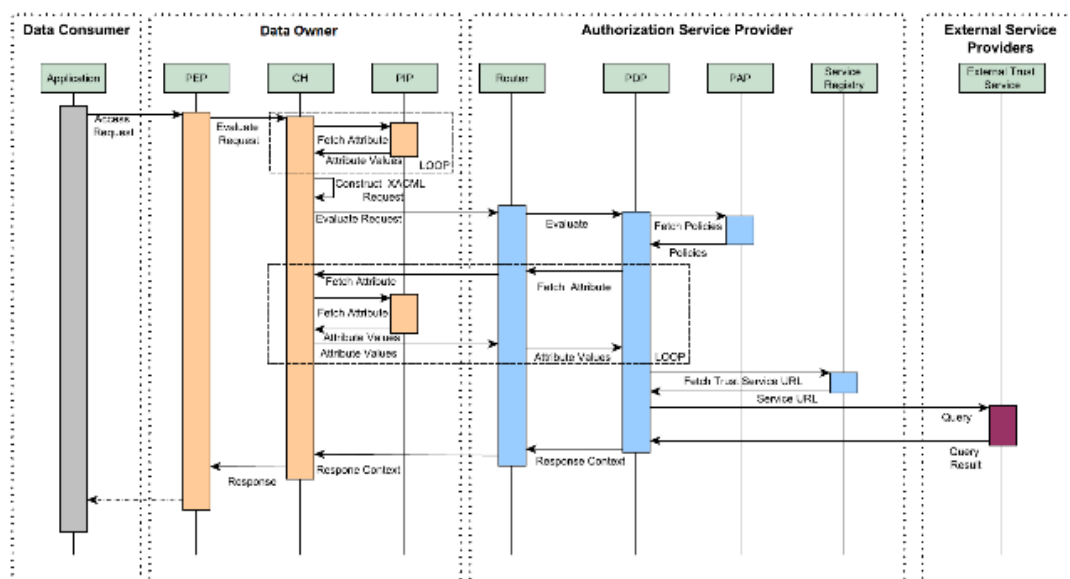 Data Consumer
Data Owner
Authorization Service Provider
External Service
Providers
Application
PEP
CH
PIP
Router
PDP
PAP
Service
Registry
External Trust
Service
Access
Request
Evaluate
Request
Fetch Attribute
Attribute Values
LOOP
Construct XACML
Request
Evaluate Request
Evaluate
Fetch Policies
Policies
Fetch Attribute
Fetch Attribute
Fetch Attribute
Attribute Values
Attribute Values
Attribute Values
LOOP
Fetch Trust Service URL
Service URL
Query
Query
Result
Response Context
Respone Context
Response